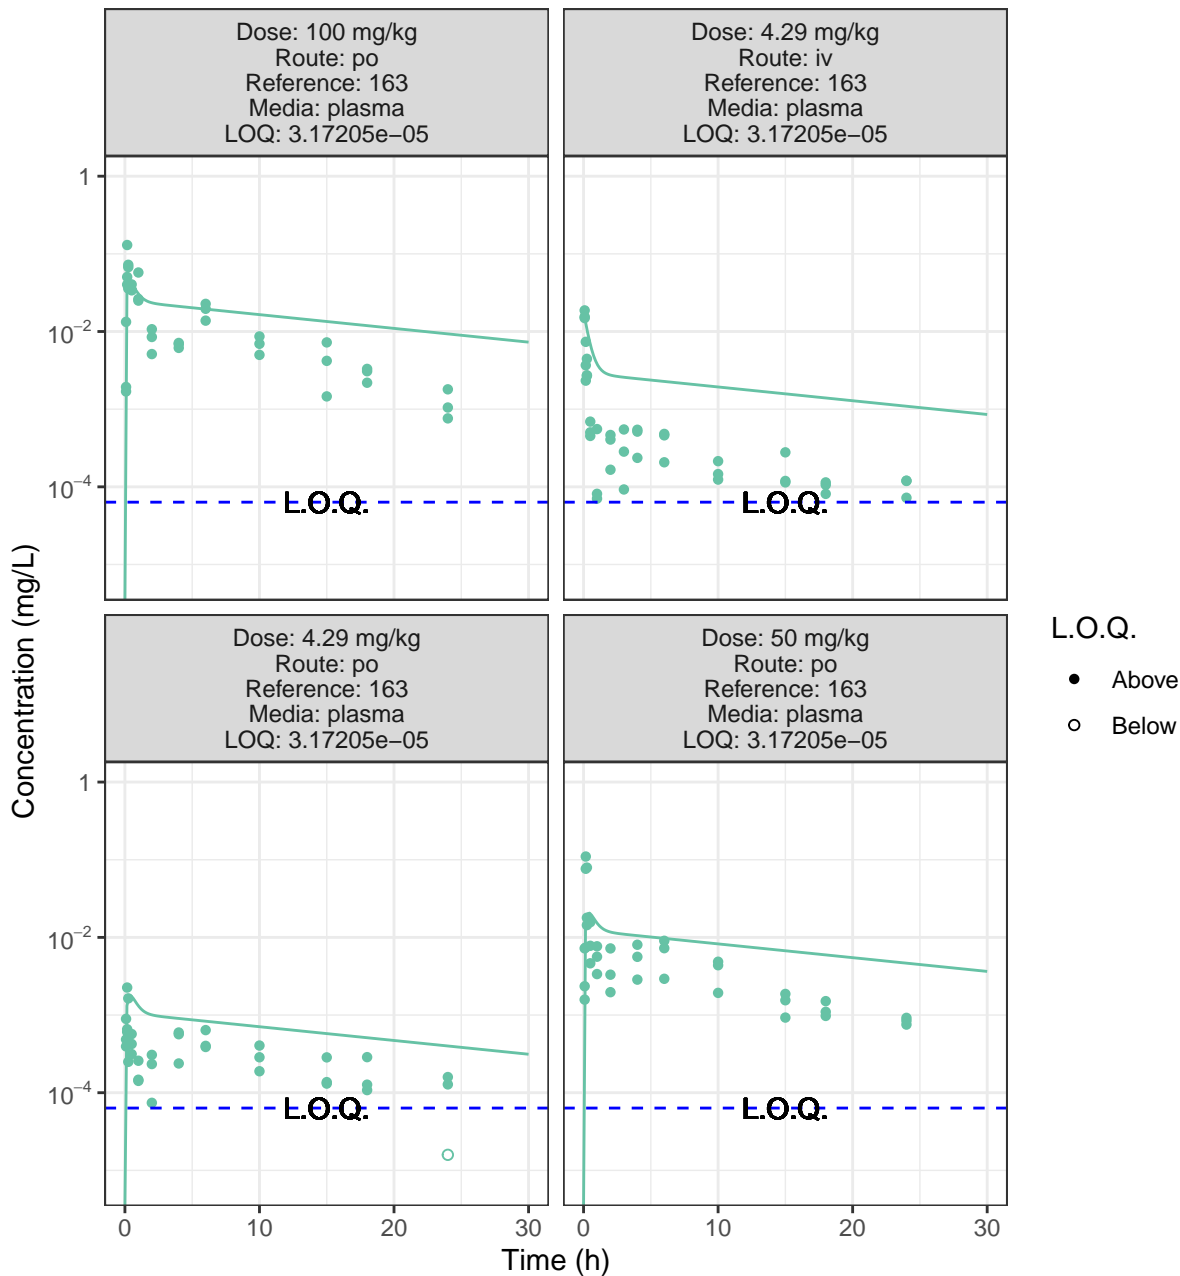 Dose: 100 mg/kg
Route: po
Reference: 163
Media: plasma
LOQ: 3.17205e−05
Dose: 4.29 mg/kg
Route: iv
Reference: 163
Media: plasma
LOQ: 3.17205e−05
1
10⁻²
10⁻⁴
L.O.Q.
L.O.Q.
Dose: 4.29 mg/kg
Route: po
Reference: 163
Media: plasma
LOQ: 3.17205e−05
Dose: 50 mg/kg
Route: po
Reference: 163
Media: plasma
LOQ: 3.17205e−05
1
10⁻²
10⁻⁴
L.O.Q.
L.O.Q.
0 10 20 30
0 10 20 30
Time (h)
Concentration (mg/L)
L.O.Q.
Above
Below